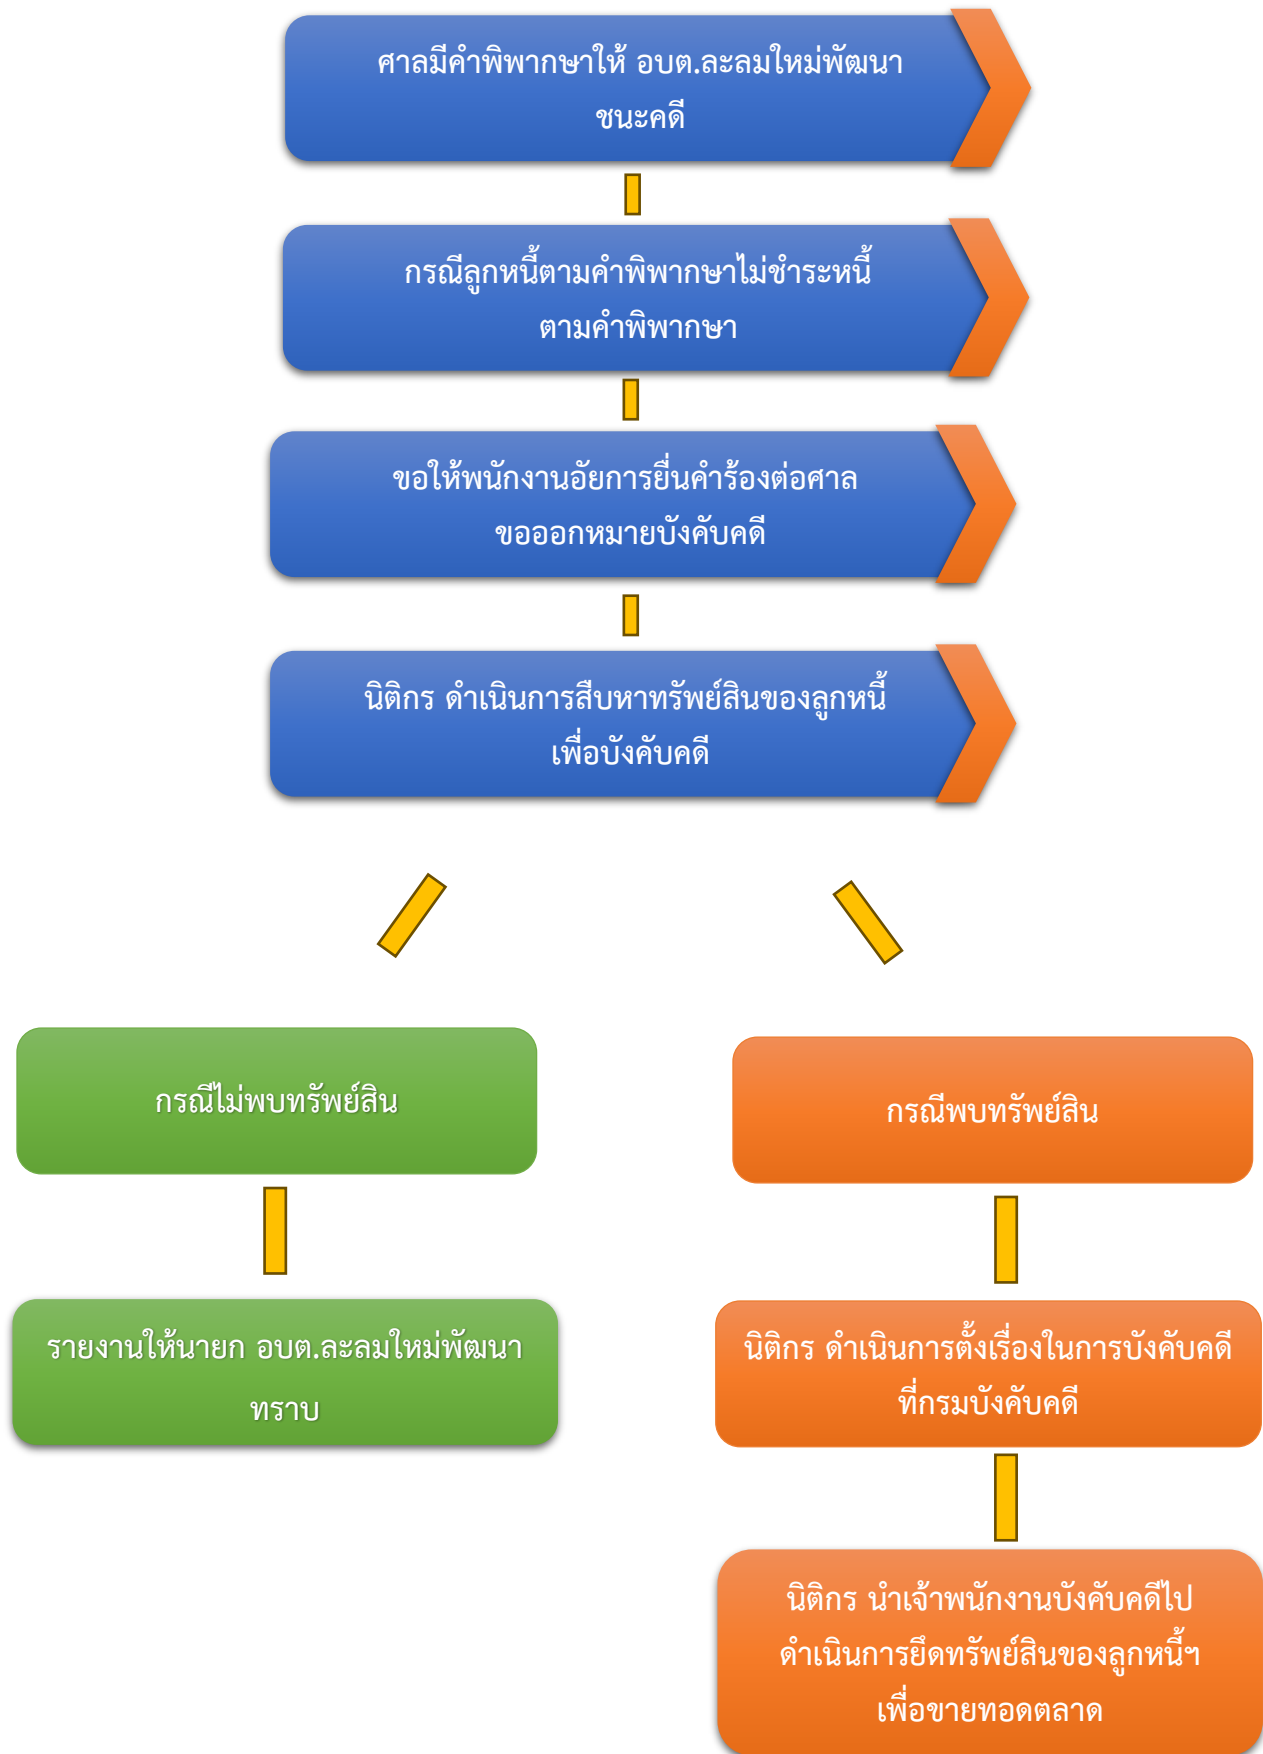 ศาลมีคำพิพากษาให้ อบต.ละลมใหม่พัฒนา
ชนะคดี
กรณีลูกหนี้ตามคำพิพากษาไม่ชำระหนี้
ตามคำพิพากษา
ขอให้พนักงานอัยการยื่นคำร้องต่อศาล
ขอออกหมายบังคับคดี
นิติกร ดำเนินการสืบหาทรัพย์สินของลูกหนี้
เพื่อบังคับคดี
กรณีไม่พบทรัพย์สิน
รายงานให้นายก อบต.ละลมใหม่พัฒนา
ทราบ
กรณีพบทรัพย์สิน
นิติกร ดำเนินการตั้งเรื่องในการบังคับคดี
ที่กรมบังคับคดี
นิติกร นำเจ้าพนักงานบังคับคดีไป
ดำเนินการยึดทรัพย์สินของลูกหนี้ฯ
เพื่อขายทอดตลาด